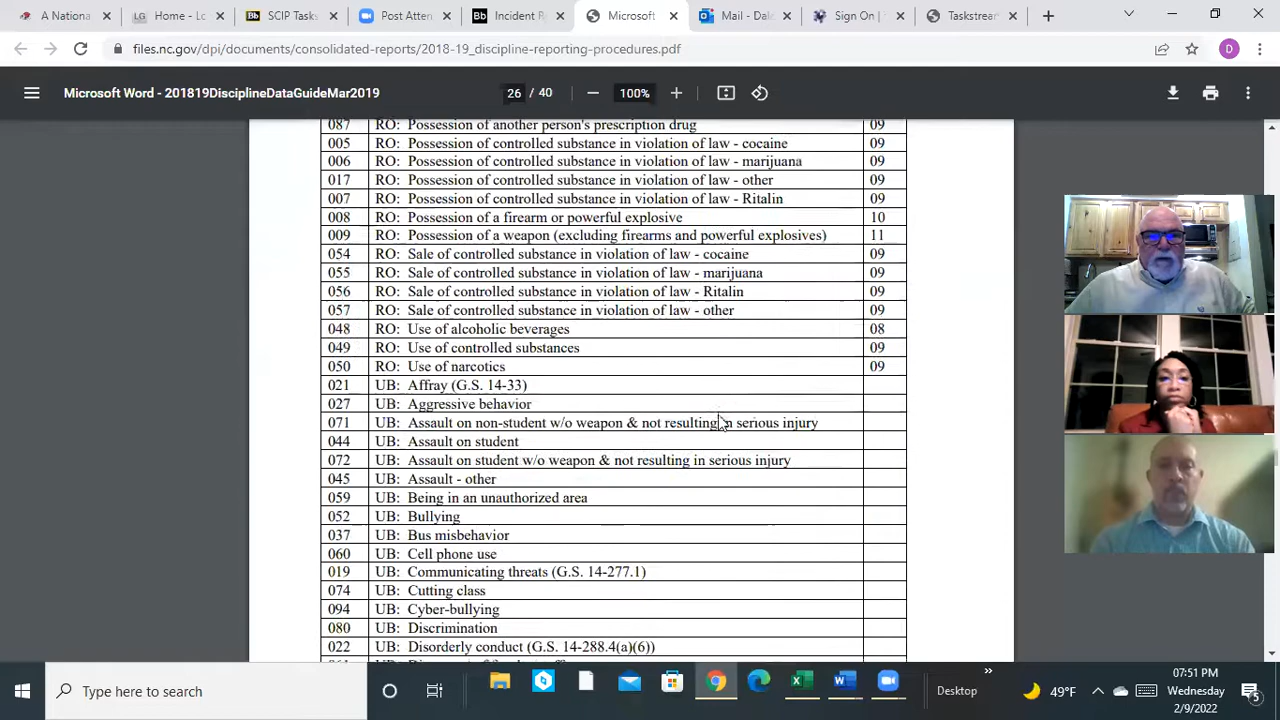 A National
Home - Lo
SCIP Tasks
Post Atten
Incident R
Microsoft
Mail - Dalc
Sign On |
Taskstream
files.nc.gov/dpi/documents/consolidated-reports/2018-19_discipline-reporting-procedures.pdf
D
Microsoft Word - 201819DisciplineDataGuideMar2019
26 / 40
100%
087 RO: Possession of another person's prescription drug 09
005 RO: Possession of controlled substance in violation of law - cocaine 09
006 RO: Possession of controlled substance in violation of law - marijuana 09
017 RO: Possession of controlled substance in violation of law - other 09
007 RO: Possession of controlled substance in violation of law - Ritalin 09
008 RO: Possession of a firearm or powerful explosive 10
009 RO: Possession of a weapon (excluding firearms and powerful explosives) 11
054 RO: Sale of controlled substance in violation of law - cocaine 09
055 RO: Sale of controlled substance in violation of law - marijuana 09
056 RO: Sale of controlled substance in violation of law - Ritalin 09
057 RO: Sale of controlled substance in violation of law - other 09
048 RO: Use of alcoholic beverages 08
049 RO: Use of controlled substances 09
050 RO: Use of narcotics 09
021 UB: Affray (G.S. 14-33)
027 UB: Aggressive behavior
071 UB: Assault on non-student w/o weapon & not resulting in serious injury
044 UB: Assault on student
072 UB: Assault on student w/o weapon & not resulting in serious injury
045 UB: Assault - other
059 UB: Being in an unauthorized area
052 UB: Bullying
037 UB: Bus misbehavior
060 UB: Cell phone use
019 UB: Communicating threats (G.S. 14-277.1)
074 UB: Cutting class
094 UB: Cyber-bullying
080 UB: Discrimination
022 UB: Disorderly conduct (G.S. 14-288.4(a)(6))
Type here to search
Desktop
49°F
07:51 PM
Wednesday
2/9/2022
5